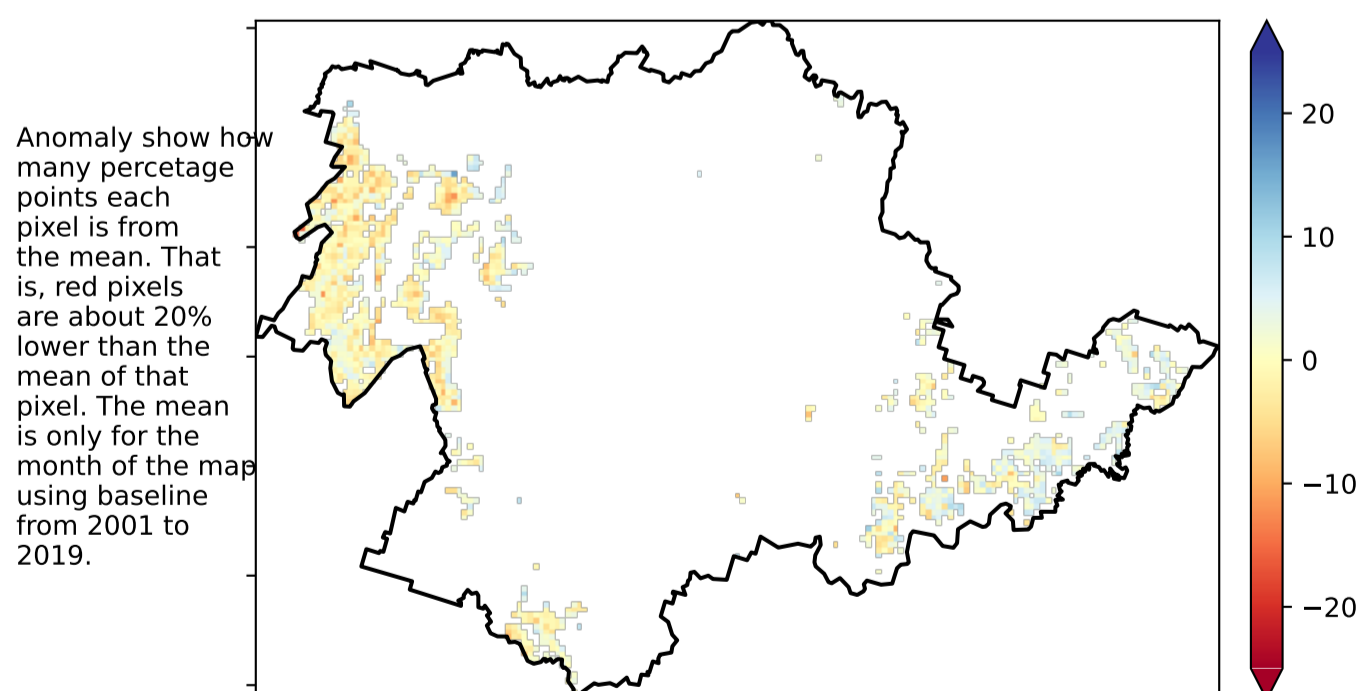 Anomaly show how
many percetage
points each
pixel is from
the mean. That
is, red pixels
are about 20%
lower than the
mean of that
pixel. The mean
is only for the
month of the map
using baseline
from 2001 to
2019.
20
10
0
−10
−20